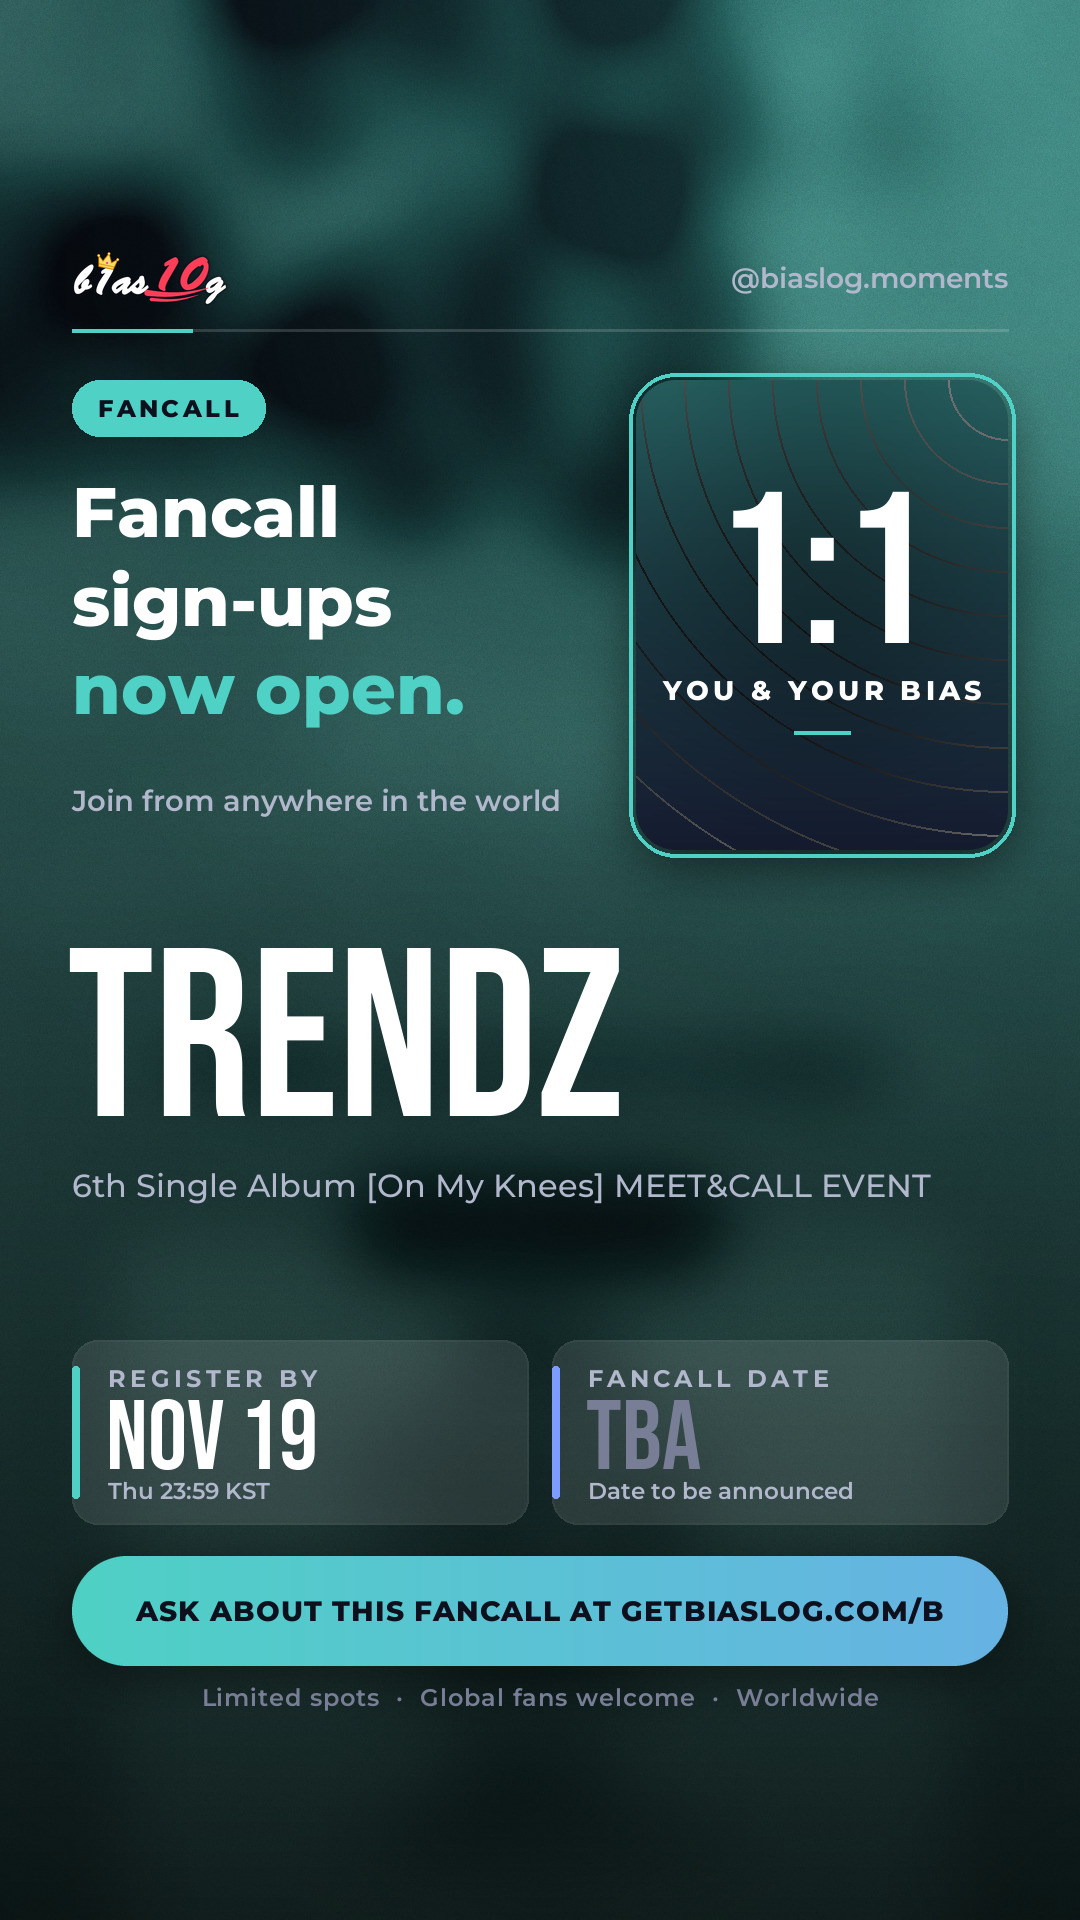 b1as10g
@biaslog.moments
FANCALL
Fancall
sign-ups
now open.
Join from anywhere in the world
1:1
YOU & YOUR BIAS
TRENDZ
6th Single Album [On My Knees] MEET&CALL EVENT
REGISTER BY
NOV 19
Thu 23:59 KST
FANCALL DATE
TBA
Date to be announced
ASK ABOUT THIS FANCALL AT GETBIASLOG.COM/B
Limited spots · Global fans welcome · Worldwide